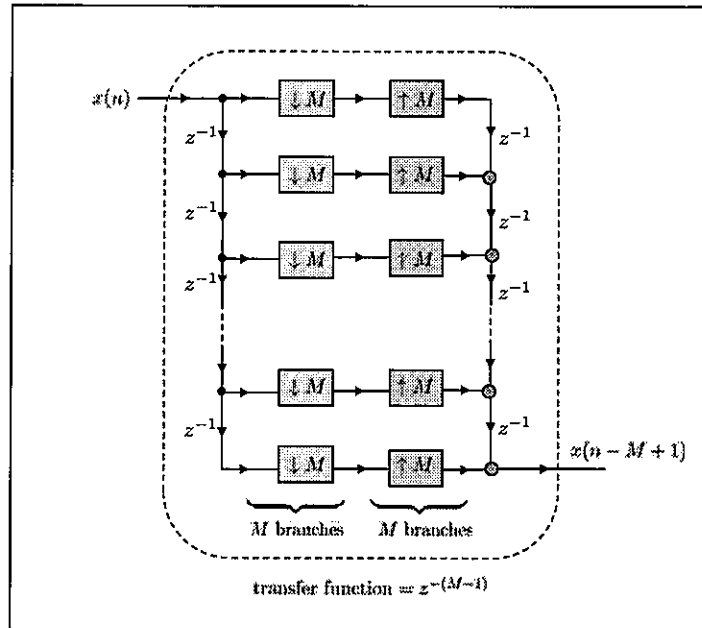 x(n) ↓ M ↑ M
z⁻¹ z⁻¹
↓ M ↑ M
z⁻¹ z⁻¹
↓ M ↑ M
z⁻¹ z⁻¹
↓ M ↑ M
z⁻¹ z⁻¹
x(n − M + 1)
↓ M ↑ M
M branches M branches
transfer function = z⁻⁽ᴹ⁻¹⁾